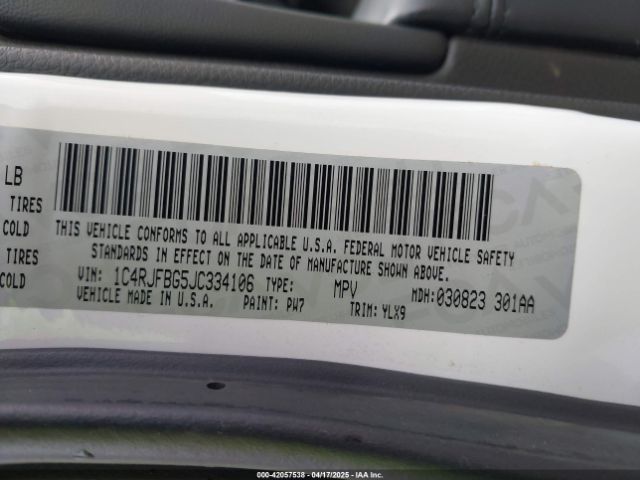 LB
TIRES
COLD
TIRES
COLD
THIS VEHICLE CONFORMS TO ALL APPLICABLE U.S.A. FEDERAL MOTOR VEHICLE SAFETY
STANDARDS IN EFFECT ON THE DATE OF MANUFACTURE SHOWN ABOVE.
VIN: 1C4RJFBG5JC334106 TYPE: MPV MDH:030823 301AA
VEHICLE MADE IN U.S.A. PAINT: PW7 TRIM: YLX9
000-42057538 - 04/17/2025 - IAA Inc.